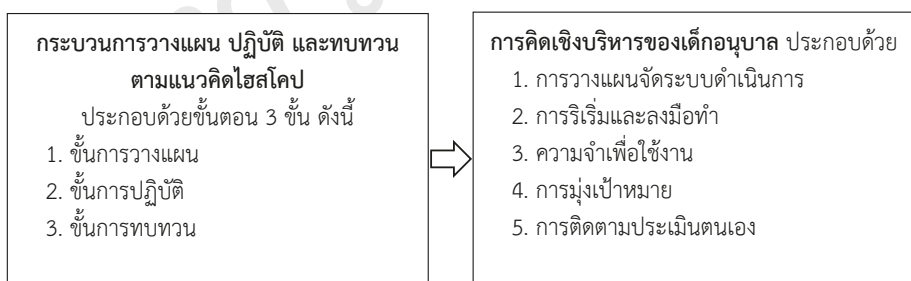 กระบวนการวางแผน ปฏิบัติ และทบทวน
ตามแนวคิดไฮสโคป
ประกอบด้วยขั้นตอน 3 ขั้น ดังนี้
1. ขั้นการวางแผน
2. ขั้นการปฏิบัติ
3. ขั้นการทบทวน
การคิดเชิงบริหารของเด็กอนุบาล ประกอบด้วย
1. การวางแผนจัดระบบดำเนินการ
2. การริเริ่มและลงมือทำ
3. ความจำเพื่อใช้งาน
4. การมุ่งเป้าหมาย
5. การติดตามประเมินตนเอง